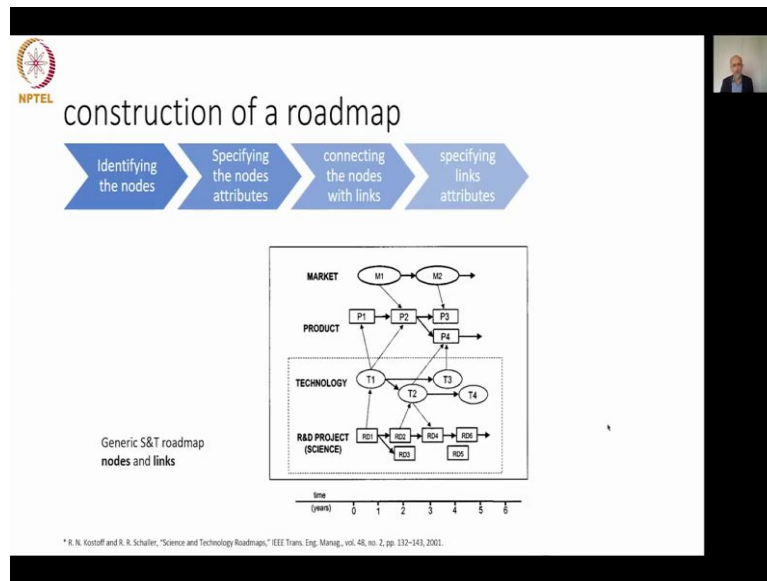 NPTEL
construction of a roadmap
Identifying
the nodes
Specifying
the nodes
attributes
connecting
the nodes
with links
specifying
links
attributes
MARKET
M1
M2
PRODUCT
P1
P2
P3
P4
TECHNOLOGY
T1
T3
T2
T4
R&D PROJECT
(SCIENCE)
RD1
RD2
RD4
RD6
RD3
RD5
Generic S&T roadmap
nodes and links
time
(years)
0 1 2 3 4 5 6
* R. N. Kostoff and R. R. Schaller, “Science and Technology Roadmaps,” IEEE Trans. Eng. Manag., vol. 48, no. 2, pp. 132–143, 2001.